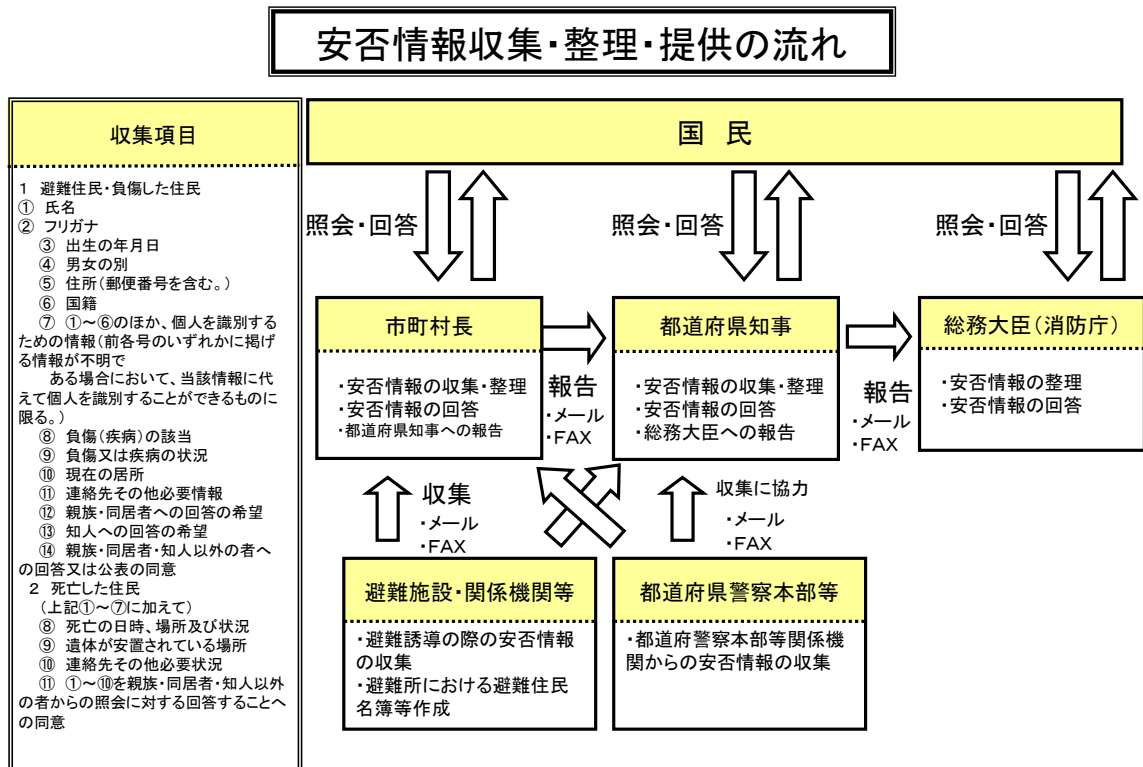 安否情報収集・整理・提供の流れ
収集項目
1 避難住民・負傷した住民
① 氏名
② フリガナ
③ 出生の年月日
④ 男女の別
⑤ 住所（郵便番号を含む。）
⑥ 国籍
⑦ ①～⑥のほか、個人を識別する
ための情報（前各号のいずれかに掲げ
る情報が不明で
ある場合において、当該情報に代
えて個人を識別することができるものに
限る。）
⑧ 負傷（疾病）の該当
⑨ 負傷又は疾病の状況
⑩ 現在の居所
⑪ 連絡先その他必要情報
⑫ 親族・同居者への回答の希望
⑬ 知人への回答の希望
⑭ 親族・同居者・知人以外の者へ
の回答又は公表の同意
2 死亡した住民
（上記①～⑦に加えて）
⑧ 死亡の日時、場所及び状況
⑨ 遺体が安置されている場所
⑩ 連絡先その他必要状況
⑪ ①～⑩を親族・同居者・知人以外
の者からの照会に対する回答することへ
の同意
国 民
照会・回答
照会・回答
照会・回答
市町村長
・安否情報の収集・整理
・安否情報の回答
・都道府県知事への報告
報告
・メール
・FAX
都道府県知事
・安否情報の収集・整理
・安否情報の回答
・総務大臣への報告
報告
・メール
・FAX
総務大臣（消防庁）
・安否情報の整理
・安否情報の回答
収集
・メール
・FAX
収集に協力
・メール
・FAX
避難施設・関係機関等
・避難誘導の際の安否情報
の収集
・避難所における避難住民
名簿等作成
都道府県警察本部等
・都道府警察本部等関係機
関からの安否情報の収集